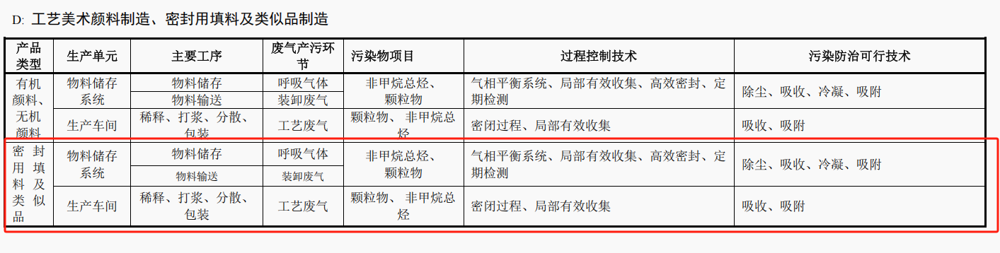 D: 工艺美术颜料制造、密封用填料及类似品制造
产品
类型
生产单元
主要工序
废气产污环
节
污染物项目
过程控制技术
污染防治可行技术
有机
颜料、
无机
颜料
物料储存
系统
物料储存
呼吸气体
非甲烷总烃、
颗粒物
气相平衡系统、局部有效收集、高效密封、定
期检测
除尘、吸收、冷凝、吸附
物料输送
装卸废气
生产车间
稀释、打浆、分散、
包装
工艺废气
颗粒物、 非甲烷总
烃
密闭过程、局部有效收集
吸收、吸附
密 封
用 填
料 及
类 似
品
物料储存
系统
物料储存
呼吸气体
非甲烷总烃、
颗粒物
气相平衡系统、局部有效收集、高效密封、定
期检测
除尘、吸收、冷凝、吸附
物料输送
装卸废气
生产车间
稀释、打浆、分散、
包装
工艺废气
颗粒物、 非甲烷总
烃
密闭过程、局部有效收集
吸收、吸附